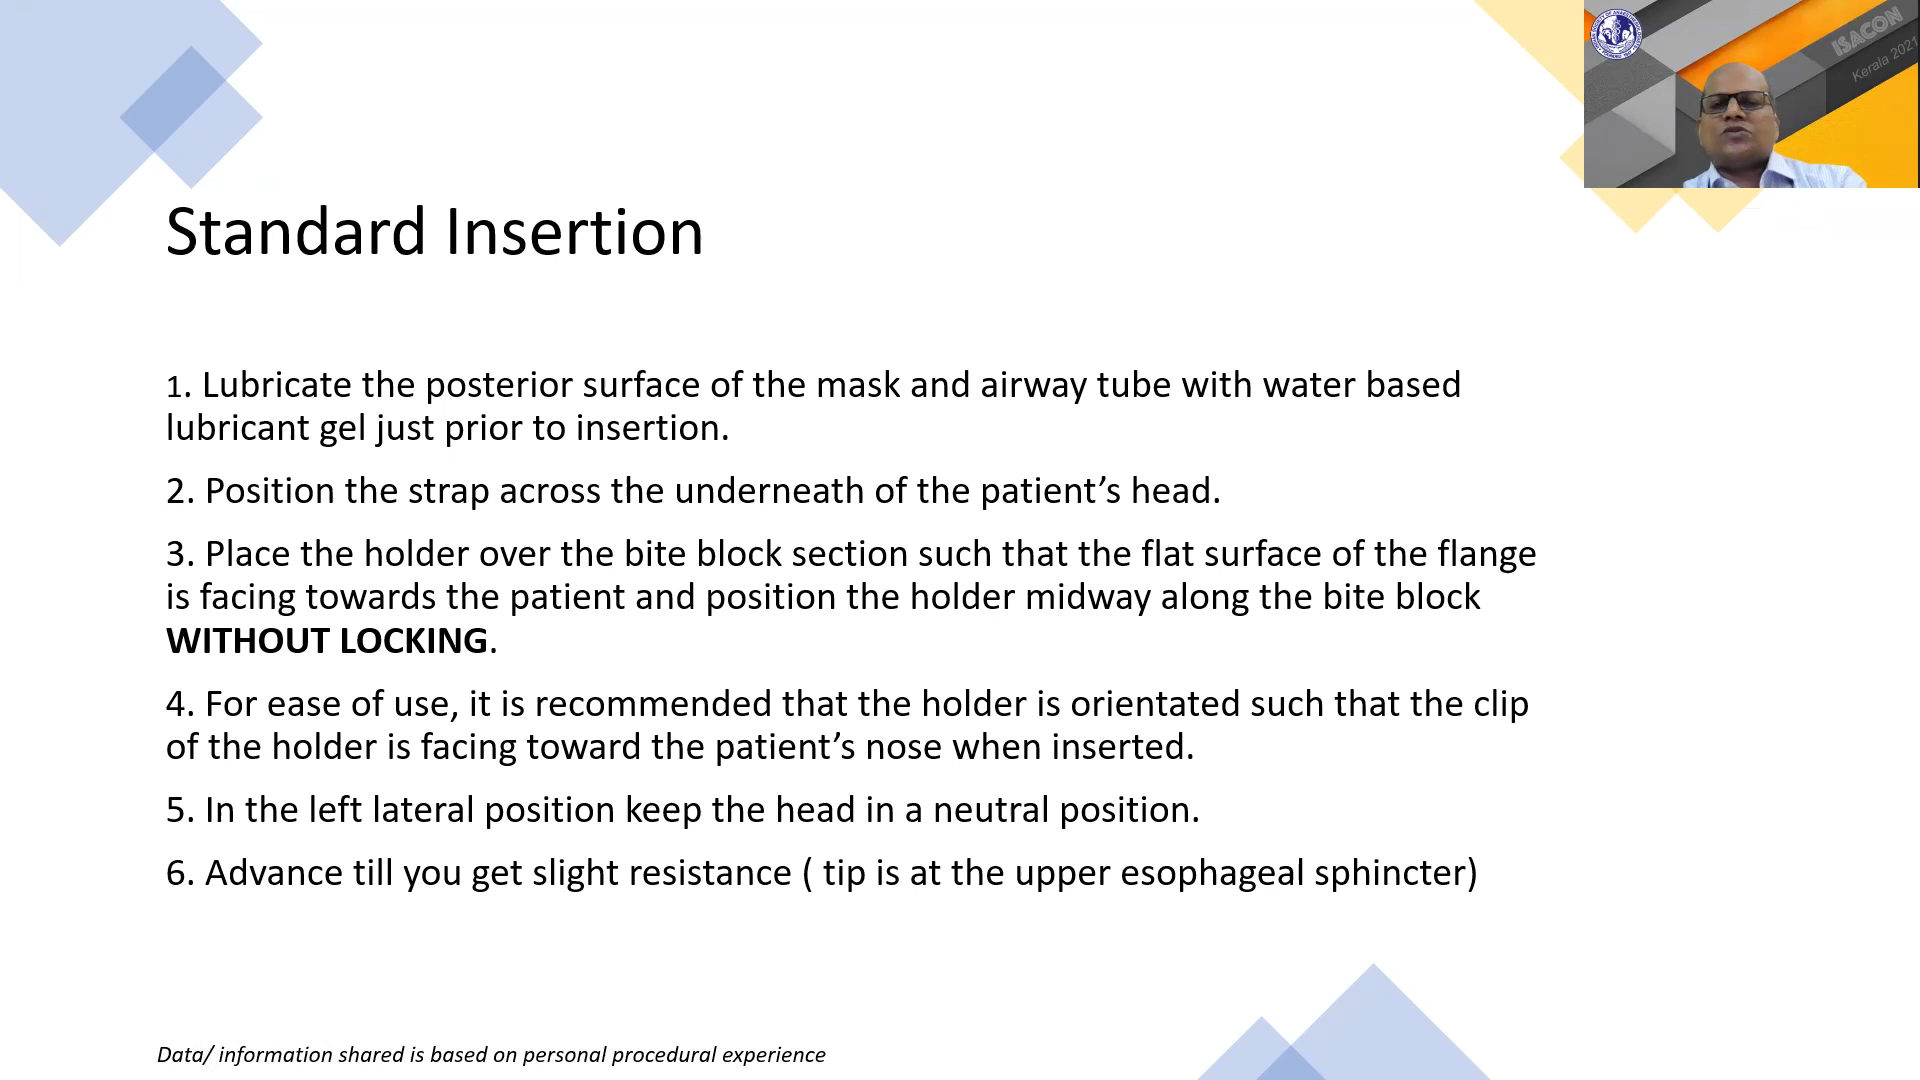 ISACON
Kerala 2021
Standard Insertion
1. Lubricate the posterior surface of the mask and airway tube with water based
lubricant gel just prior to insertion.
2. Position the strap across the underneath of the patient’s head.
3. Place the holder over the bite block section such that the flat surface of the flange
is facing towards the patient and position the holder midway along the bite block
WITHOUT LOCKING.
4. For ease of use, it is recommended that the holder is orientated such that the clip
of the holder is facing toward the patient’s nose when inserted.
5. In the left lateral position keep the head in a neutral position.
6. Advance till you get slight resistance ( tip is at the upper esophageal sphincter)
Data/ information shared is based on personal procedural experience